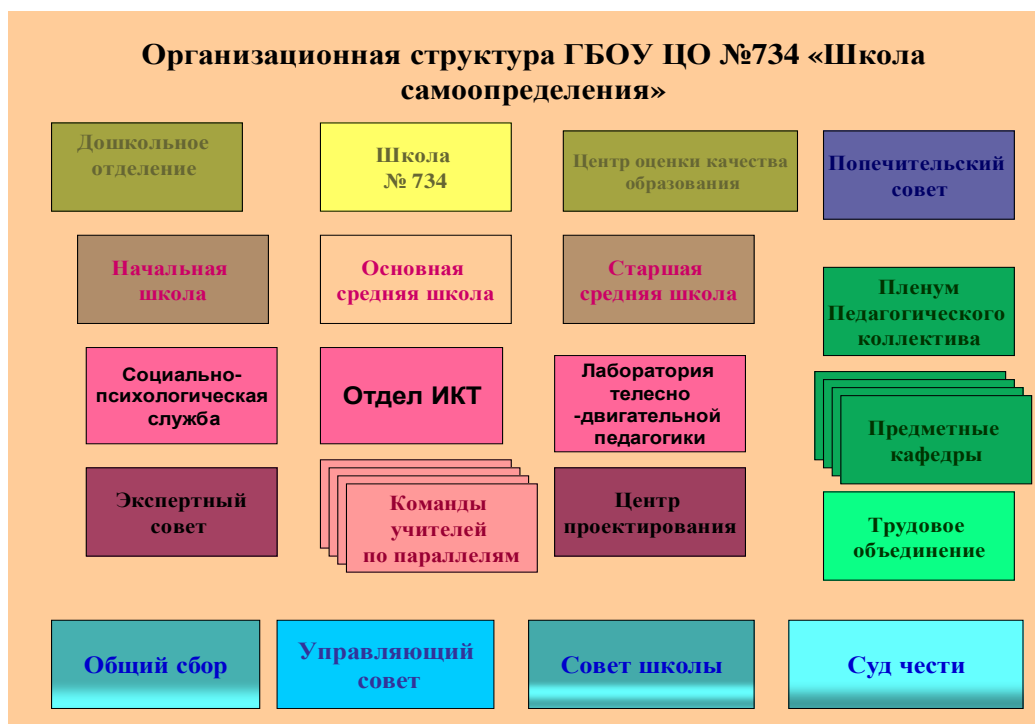 Организационная структура ГБОУ ЦО №734 «Школа
самоопределения»
Дошкольное
отделение
Школа
№ 734
Центр оценки качества
образования
Попечительский
совет
Начальная
школа
Основная
средняя школа
Старшая
средняя школа
Пленум
Педагогического
коллектива
Социально-
психологическая
служба
Отдел ИКТ
Лаборатория
телесно
-двигательной
педагогики
Предметные
кафедры
Экспертный
совет
Команды
учителей
по параллелям
Центр
проектирования
Трудовое
объединение
Общий сбор
Управляющий
совет
Совет школы
Суд чести